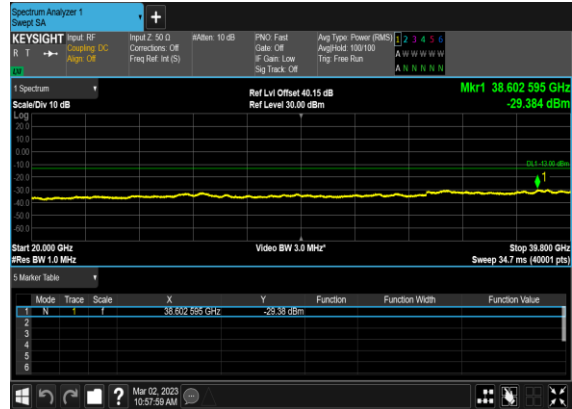 Spectrum Analyzer 1
Swept SA
+
KEYSIGHT Input: RF Input Z: 50 Ω #Atten: 10 dB PNO: Fast Avg Type: Power (RMS) 1 2 3 4 5 6
R T Coupling: DC Corrections: Off Gate: Off Avg|Hold: 100/100 A W W W W W
Align: Off Freq Ref: Int (S) IF Gain: Low Trig: Free Run
Sig Track: Off A N N N N N
1 Spectrum Ref Lvl Offset 40.15 dB Mkr1 38.602 595 GHz
Scale/Div 10 dB Ref Level 30.00 dBm -29.384 dBm
Log
20.0
10.0
0.00
-10.0 DL1 -13.00 dBm
-20.0 1
-30.0
-40.0
-50.0
-60.0
Start 20.000 GHz Video BW 3.0 MHz* Stop 39.800 GHz
#Res BW 1.0 MHz Sweep 34.7 ms (40001 pts)
5 Marker Table
Mode Trace Scale X Y Function Function Width Function Value
1 N 1 f 38.602 595 GHz -29.38 dBm
2
3
4
5
6
? Mar 02, 2023
10:57:59 AM